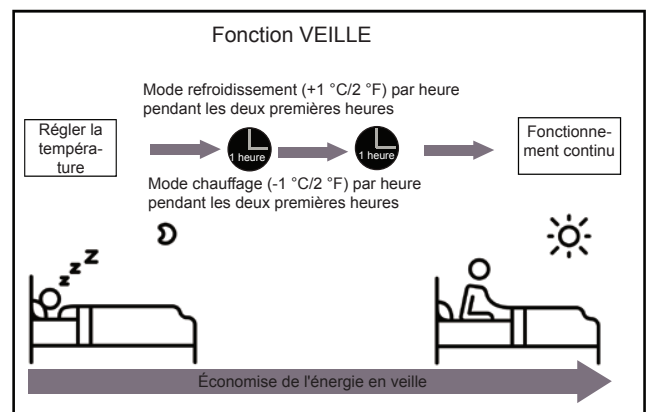 Fonction VEILLE
Mode refroidissement (+1 °C/2 °F) par heure
pendant les deux premières heures
Régler la
tempéra-
ture
1 heure
1 heure
Fonctionne-
ment continu
Mode chauffage (-1 °C/2 °F) par heure
pendant les deux premières heures
z z Z
Économise de l'énergie en veille